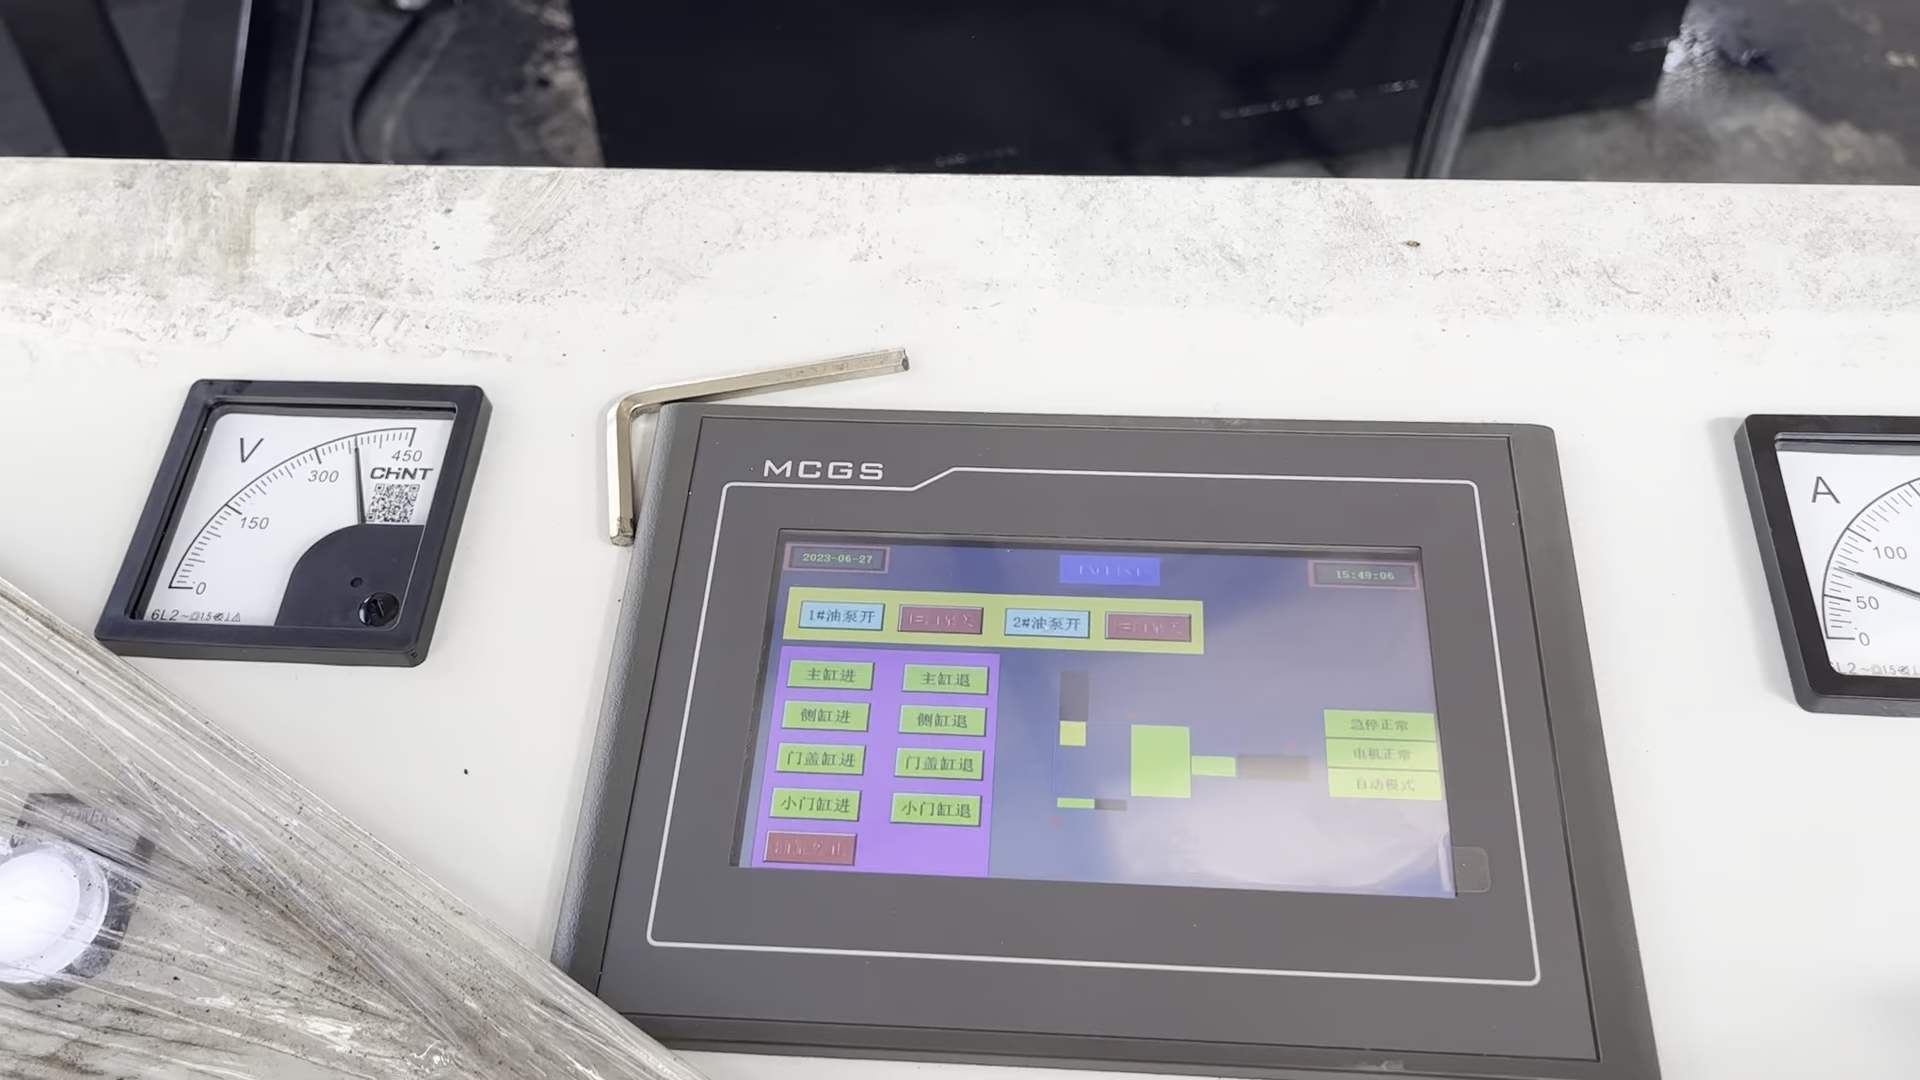 V
450
300
150
0
CHNT
6L2
MCGS
2023-06-27
15:49:06
1#油泵开
2#油泵开
主缸进
主缸退
侧缸进
侧缸退
门盖缸进
门盖缸退
小门缸进
小门缸退
急停正常
电机正常
自动模式
A
100
50
0